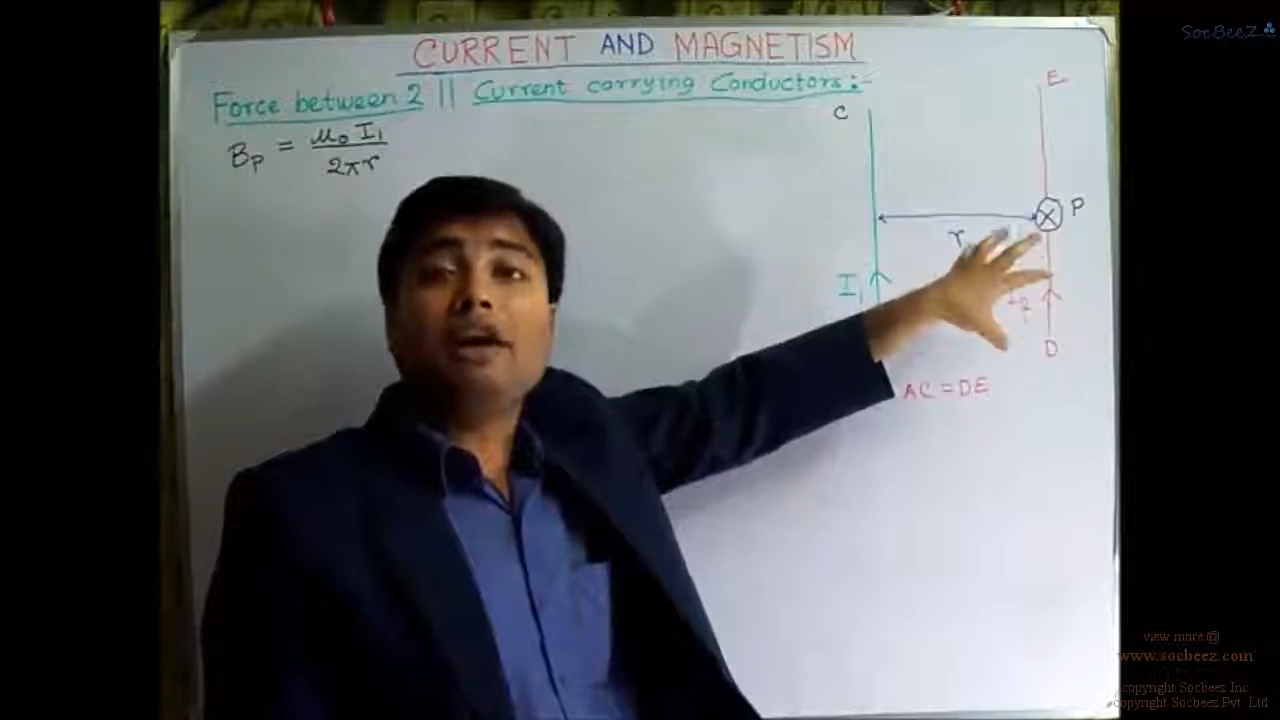 SocBeeZ
CURRENT AND MAGNETISM
Force between 2 || Current carrying Conductors:-
Bp = μ₀ I₁ / 2πr
C
E
P
r
I₁
I₂
D
AC = DE
view more @
www.socbeez.com
copyright Socbeez Inc
copyright Socbeez Pvt Ltd